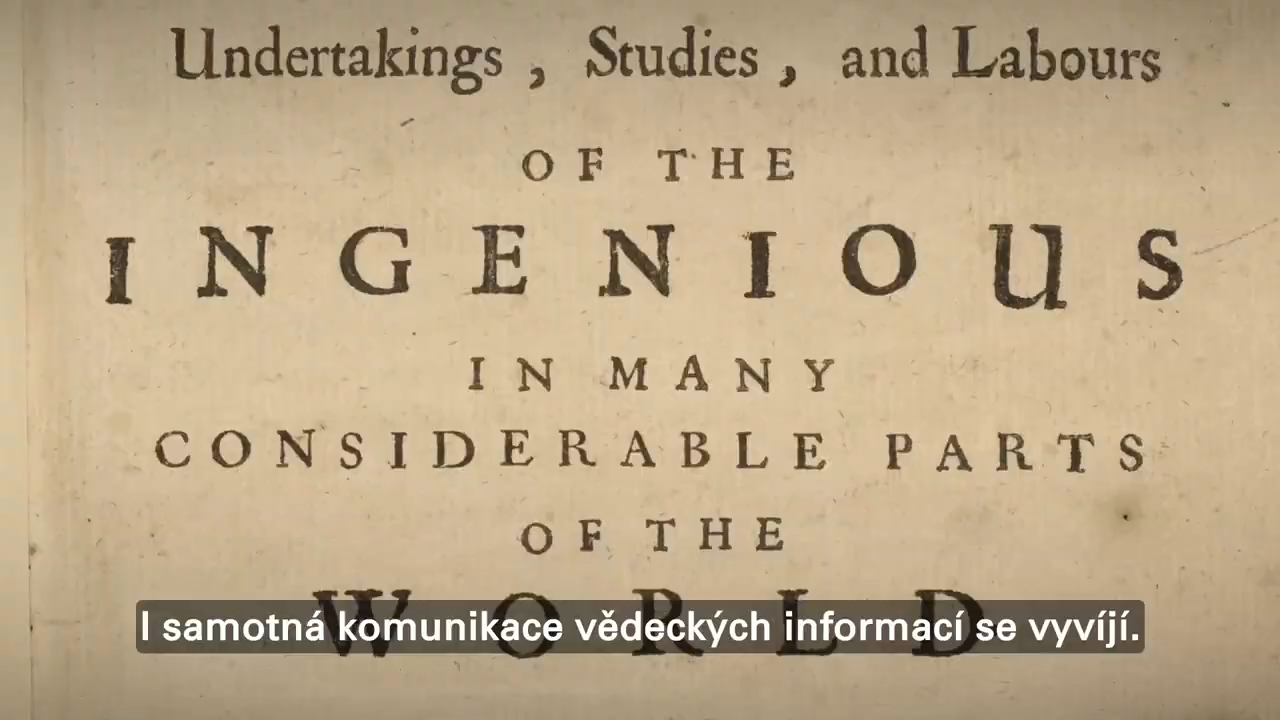 Undertakings, Studies, and Labours
OF THE
INGENIOUS
IN MANY
CONSIDERABLE PARTS
OF THE
WORLD
I samotná komunikace vědeckých informací se vyvíjí.